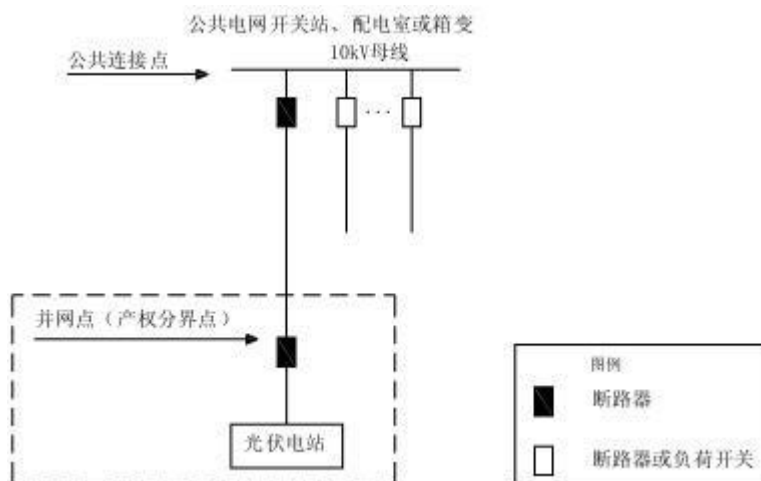 公共电网开关站、配电室或箱变
10kV母线
公共连接点
···
并网点（产权分界点）
光伏电站
图例
断路器
断路器或负荷开关